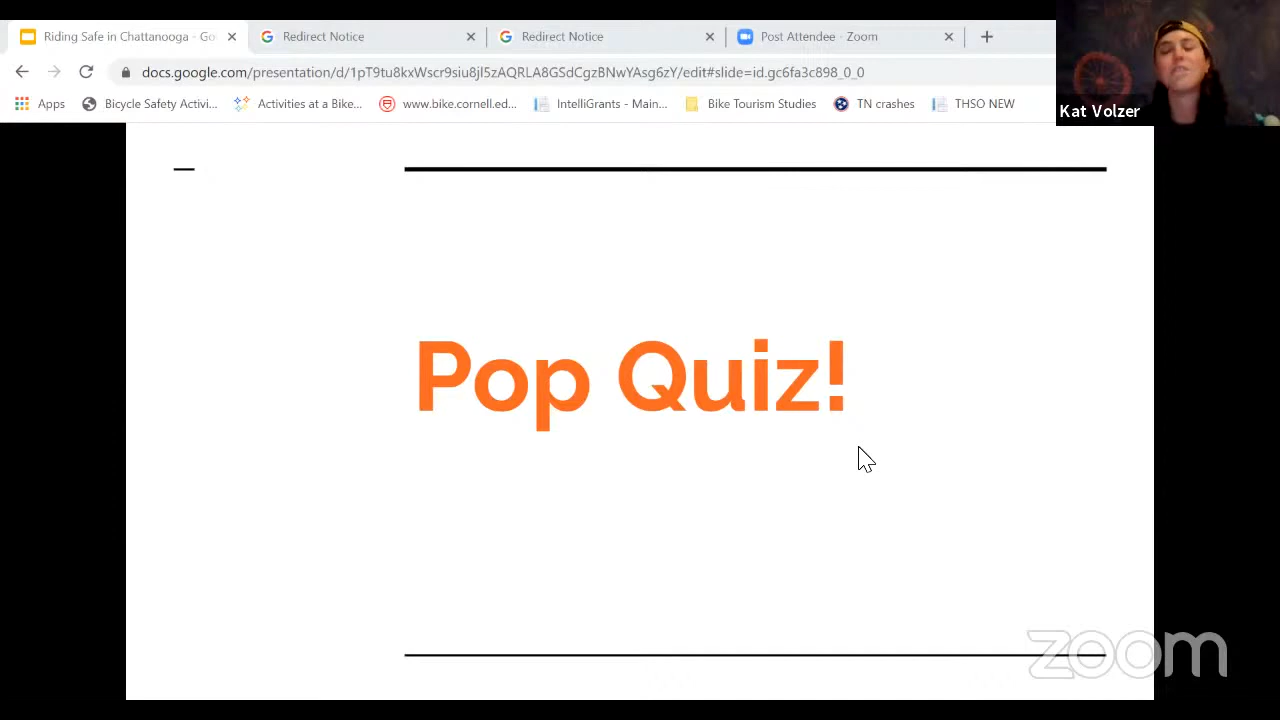 Riding Safe in Chattanooga - Go
Redirect Notice
Redirect Notice
Post Attendee - Zoom
docs.google.com/presentation/d/1pT9tu8kxWscr9siu8jl5zAQRLA8GSdCgzBNwYAsg6zY/edit#slide=id.gc6fa3c898_0_0
Apps
Bicycle Safety Activi...
Activities at a Bike...
www.bike.cornell.ed...
IntelliGrants - Main...
Bike Tourism Studies
TN crashes
THSO NEW
Kat Volzer
Pop Quiz!
zoom